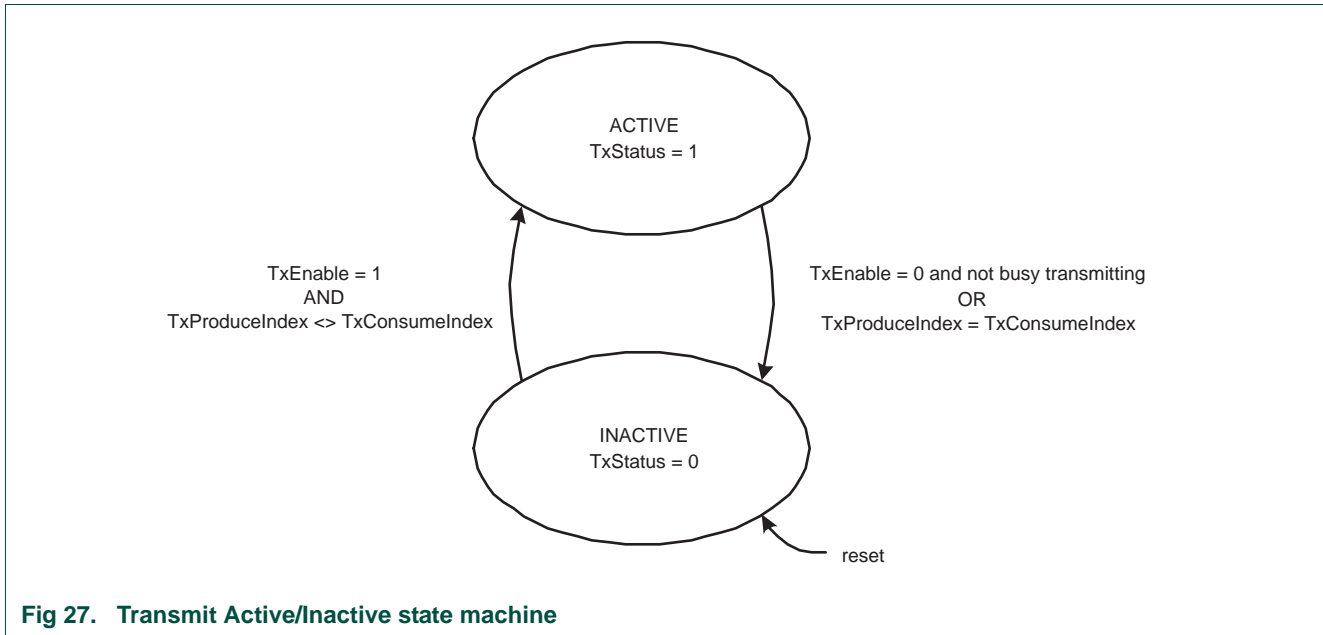 ACTIVE
TxStatus = 1
TxEnable = 1
AND
TxProduceIndex <> TxConsumeIndex
TxEnable = 0 and not busy transmitting
OR
TxProduceIndex = TxConsumeIndex
INACTIVE
TxStatus = 0
reset
Fig 27. Transmit Active/Inactive state machine